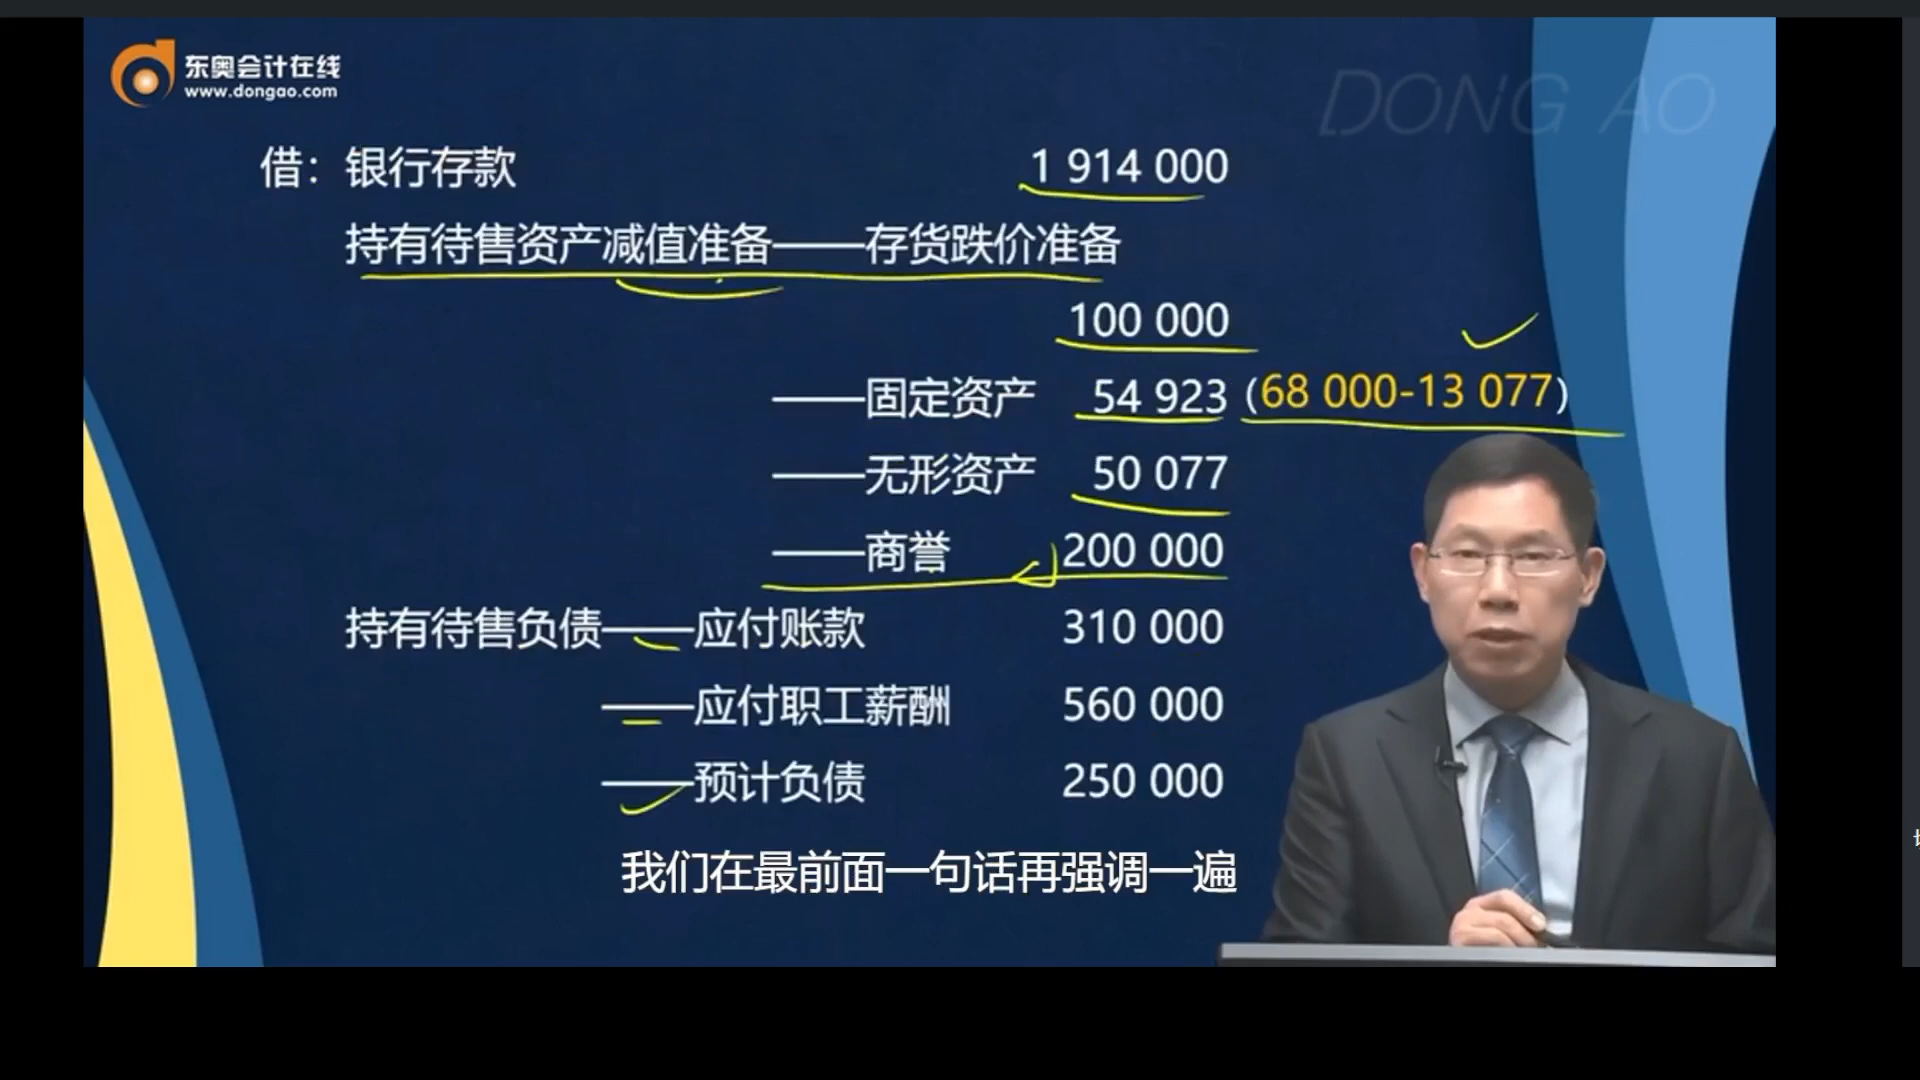 东奥会计在线
www.dongao.com
DONG AO
借：银行存款 1 914 000
持有待售资产减值准备——存货跌价准备
100 000
——固定资产 54 923 (68 000-13 077)
——无形资产 50 077
——商誉 200 000
持有待售负债——应付账款 310 000
——应付职工薪酬 560 000
——预计负债 250 000
我们在最前面一句话再强调一遍